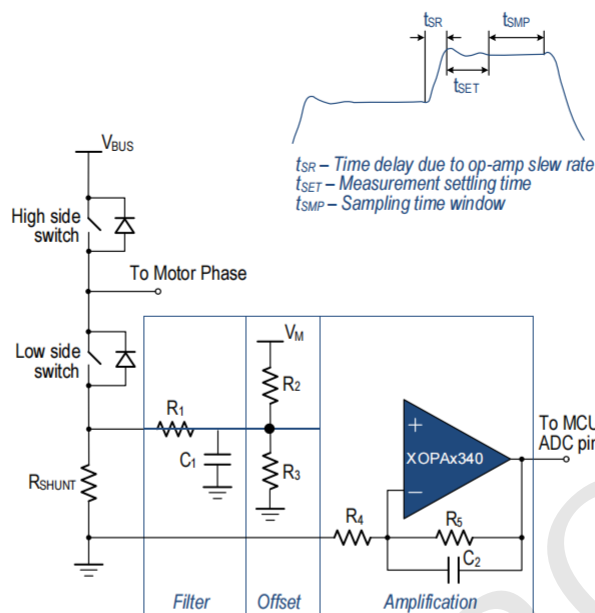 tSR
tSMP
tSET
tSR – Time delay due to op-amp slew rate
tSET – Measurement settling time
tSMP – Sampling time window
VBUS
High side
switch
To Motor Phase
Low side
switch
VM
R2
R1
C1
R3
RSHUNT
+
XOPAx340
−
To MCU
ADC pin
R4
R5
C2
Filter
Offset
Amplification